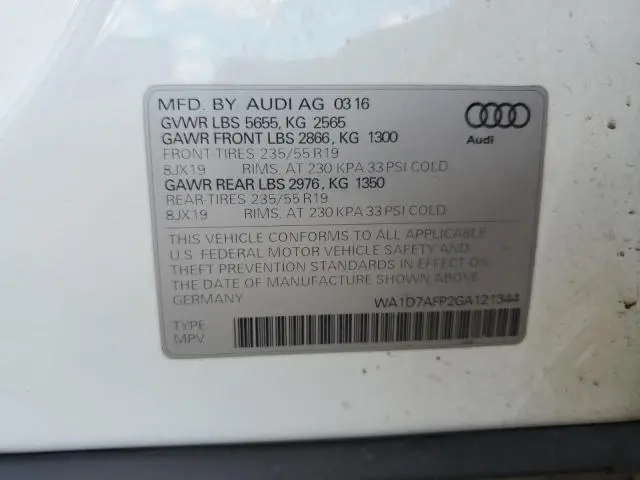 MFD. BY AUDI AG 03 16
GVWR LBS 5655, KG 2565
GAWR FRONT LBS 2866, KG 1300
FRONT-TIRES 235/55 R19
8JX19 RIMS, AT 230 KPA 33 PSI COLD
GAWR REAR LBS 2976, KG 1350
REAR-TIRES 235/55 R19
8JX19 RIMS, AT 230 KPA 33 PSI COLD
Audi
THIS VEHICLE CONFORMS TO ALL APPLICABLE
U.S. FEDERAL MOTOR VEHICLE SAFETY AND
THEFT PREVENTION STANDARDS IN EFFECT ON
THE DATE OF MANUFACTURE SHOWN ABOVE.
GERMANY WA1D7AFP2GA121344
TYPE
MPV